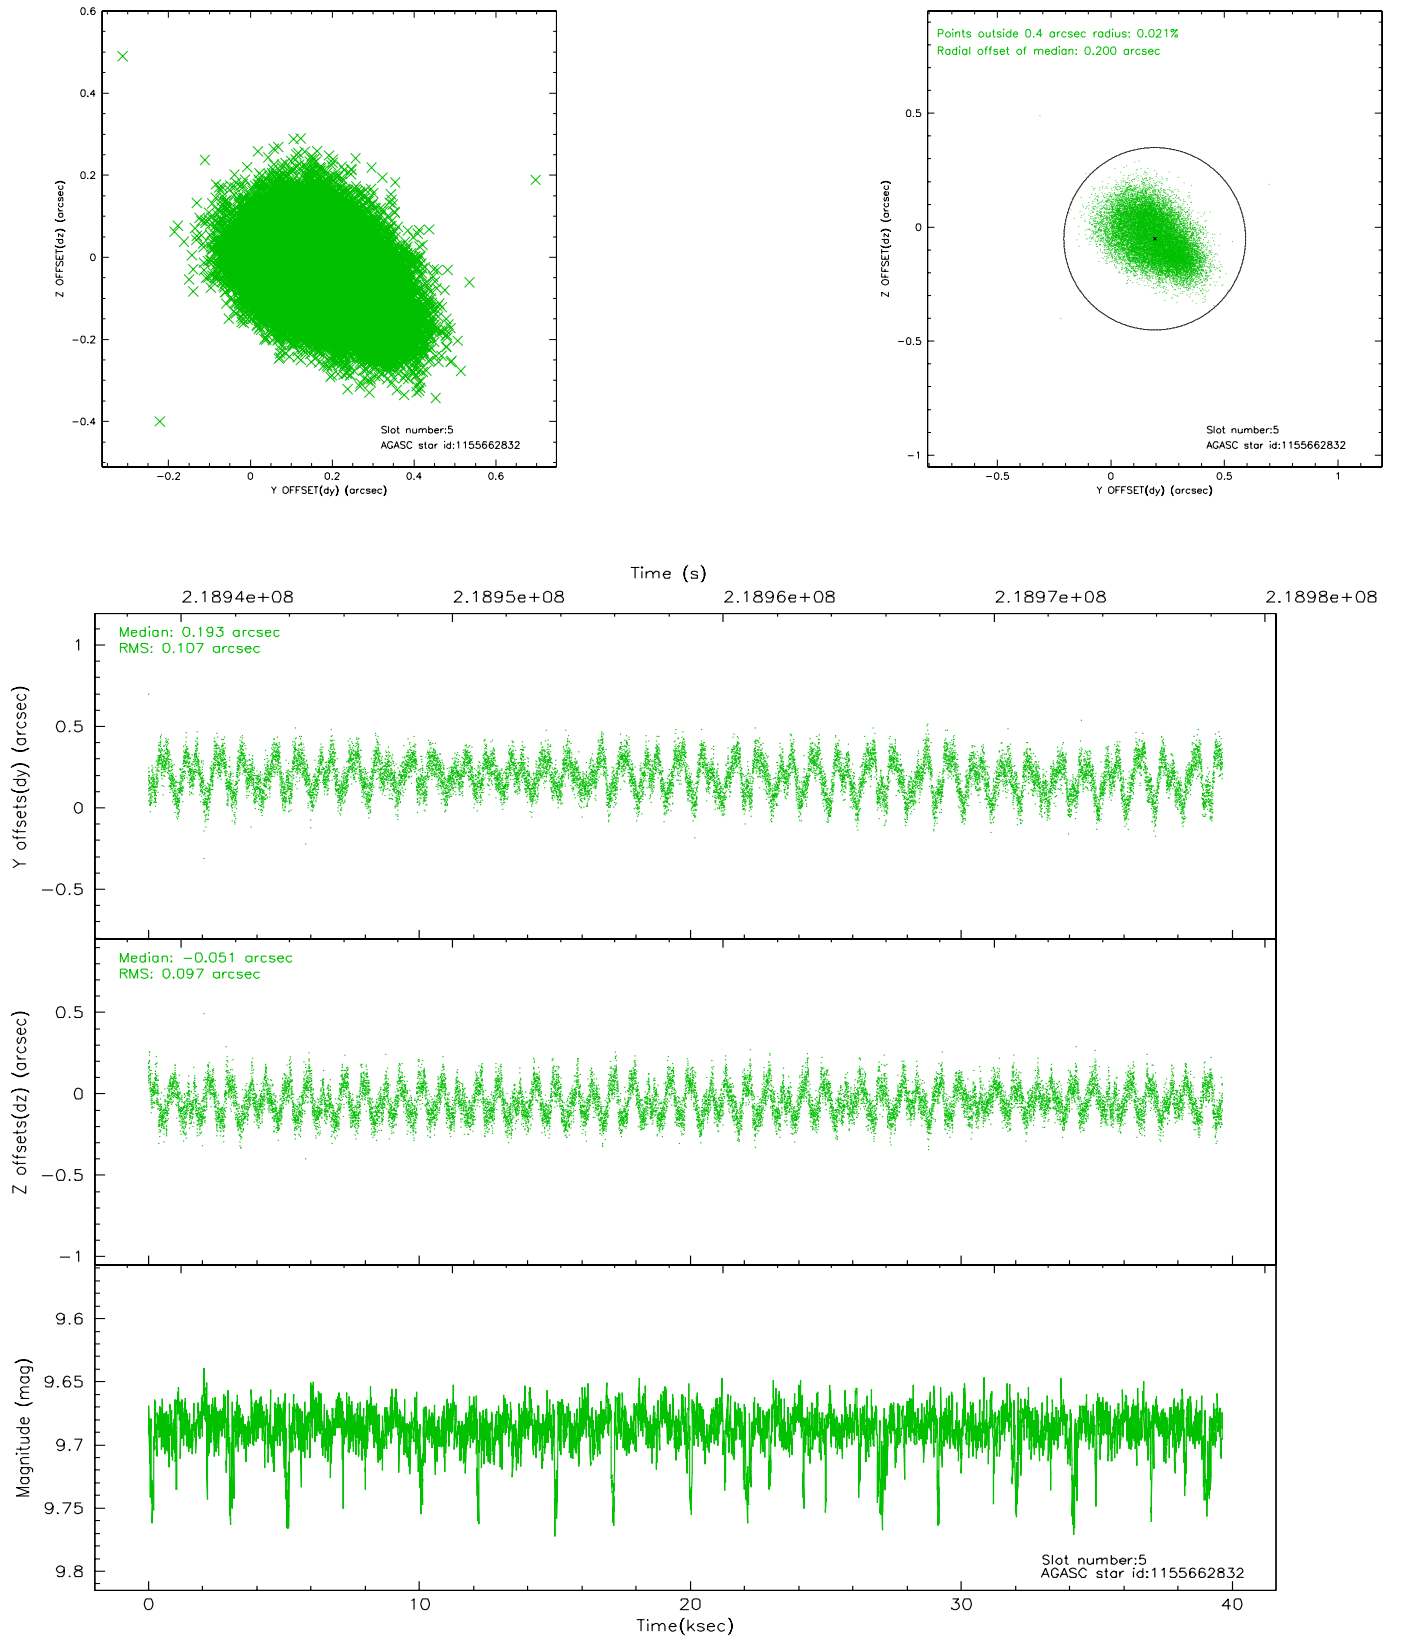 0.6
0.4
0.2
0
−0.2
−0.4
−0.2
0
0.2
0.4
0.6
Z OFFSET(dz) (arcsec)
Y OFFSET(dy) (arcsec)
Slot number:5
AGASC star id:1155662832
Points outside 0.4 arcsec radius: 0.021%
Radial offset of median: 0.200 arcsec
0.5
0
−0.5
−1
−0.5
0
0.5
1
Z OFFSET(dz) (arcsec)
Y OFFSET(dy) (arcsec)
Slot number:5
AGASC star id:1155662832
Time (s)
2.1894e+08
2.1895e+08
2.1896e+08
2.1897e+08
2.1898e+08
Median: 0.193 arcsec
RMS: 0.107 arcsec
1
0.5
0
−0.5
Y offsets(dy) (arcsec)
Median: −0.051 arcsec
RMS: 0.097 arcsec
0.5
0
−0.5
−1
Z offsets(dz) (arcsec)
9.6
9.65
9.7
9.75
9.8
Magnitude (mag)
Slot number:5
AGASC star id:1155662832
0
10
20
30
40
Time(ksec)